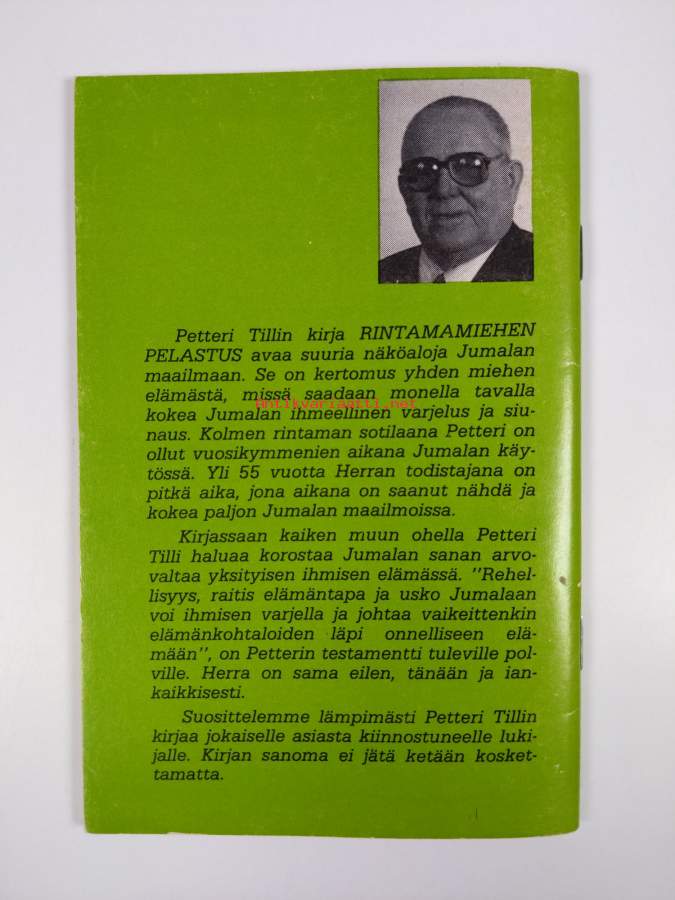 Petteri Tillin kirja RINTAMAMIEHEN
PELASTUS avaa suuria näköaloja Jumalan
maailmaan. Se on kertomus yhden miehen
elämästä, missä saadaan monella tavalla
Antikvariaatti.net
kokea Jumalan ihmeellinen varjelus ja siu-
naus. Kolmen rintaman sotilaana Petteri on
ollut vuosikymmenien aikana Jumalan käy-
tössä. Yli 55 vuotta Herran todistajana on
pitkä aika, jona aikana on saanut nähdä ja
kokea paljon Jumalan maailmoissa.
Kirjassaan kaiken muun ohella Petteri
Tilli haluaa korostaa Jumalan sanan arvo-
valtaa yksityisen ihmisen elämässä. "Rehel-
lisyys, raitis elämäntapa ja usko Jumalaan
voi ihmisen varjella ja johtaa vaikeittenkin
elämänkohtaloiden läpi onnelliseen elä-
mään", on Petterin testamentti tuleville pol-
ville. Herra on sama eilen, tänään ja ian-
kaikkisesti.
Suosittelemme lämpimästi Petteri Tillin
kirjaa jokaiselle asiasta kiinnostuneelle luki-
jalle. Kirjan sanoma ei jätä ketään kosket-
tamatta.